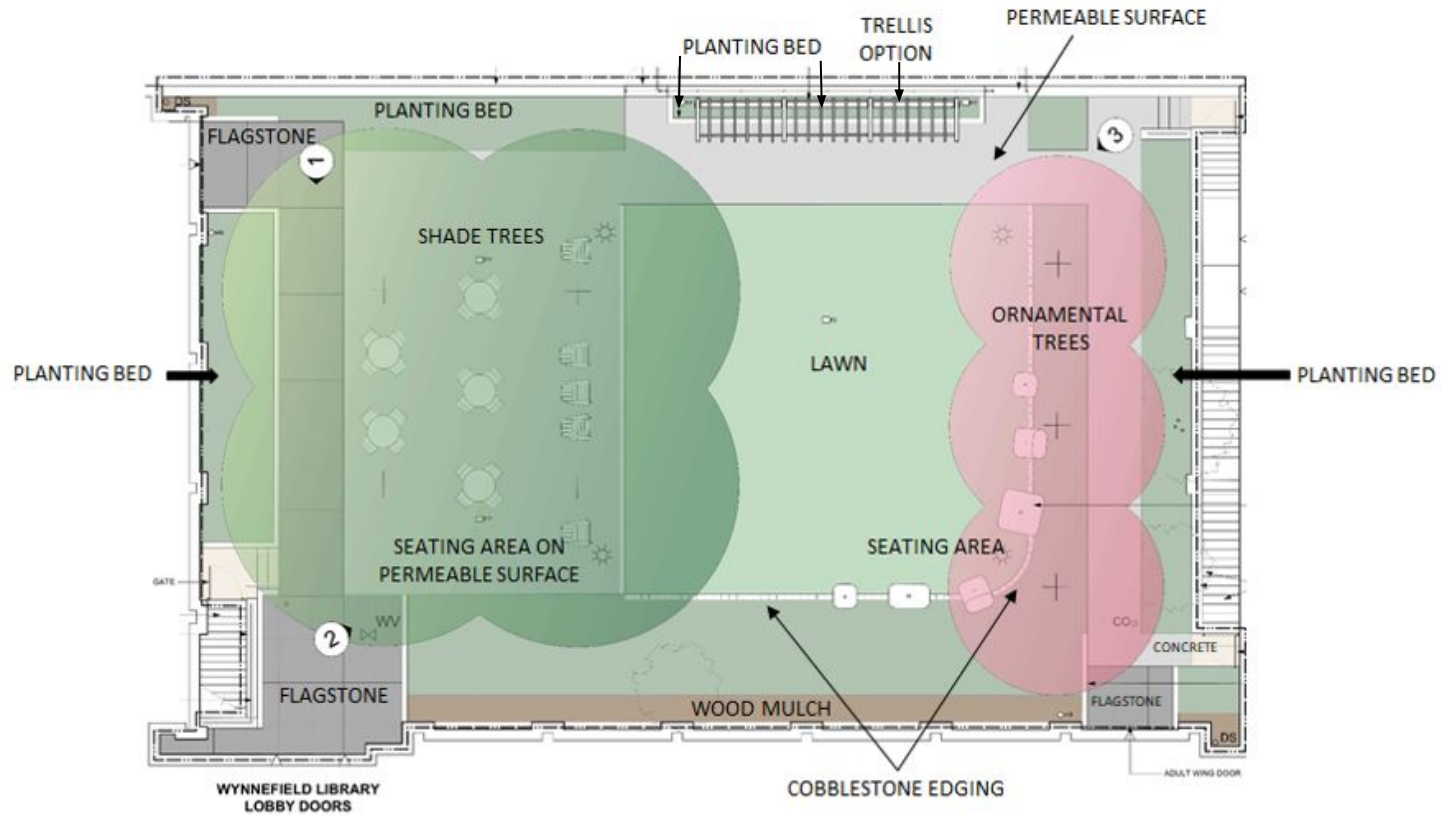 PERMEABLE SURFACE
TRELLIS
OPTION
PLANTING BED
DS
PLANTING BED
FLAGSTONE
1
3
SHADE TREES
ORNAMENTAL
TREES
LAWN
PLANTING BED
PLANTING BED
SEATING AREA ON
PERMEABLE SURFACE
SEATING AREA
GATE
WV
2
CO
CONCRETE
FLAGSTONE
FLAGSTONE
WOOD MULCH
DS
ADULT WING DOOR
COBBLESTONE EDGING
WYNNEFIELD LIBRARY
LOBBY DOORS